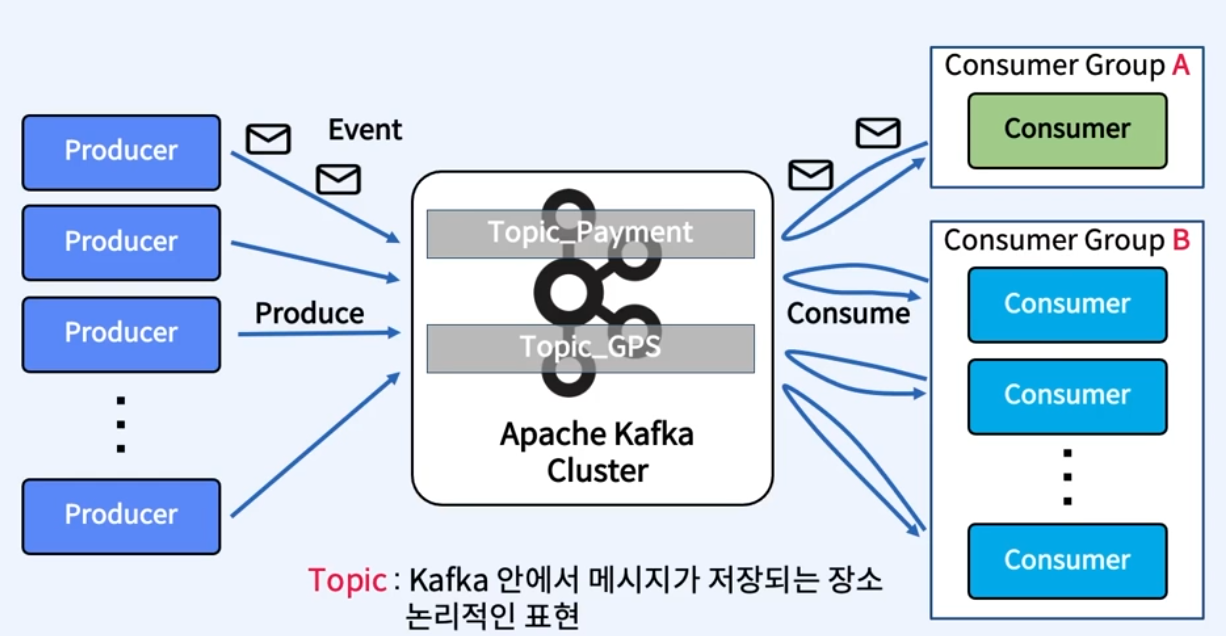 Producer
Producer
Producer
Producer
Event
Produce
Topic_Payment
Topic_GPS
Apache Kafka
Cluster
Consume
Consumer Group A
Consumer
Consumer Group B
Consumer
Consumer
Consumer
Topic : Kafka 안에서 메시지가 저장되는 장소
논리적인 표현